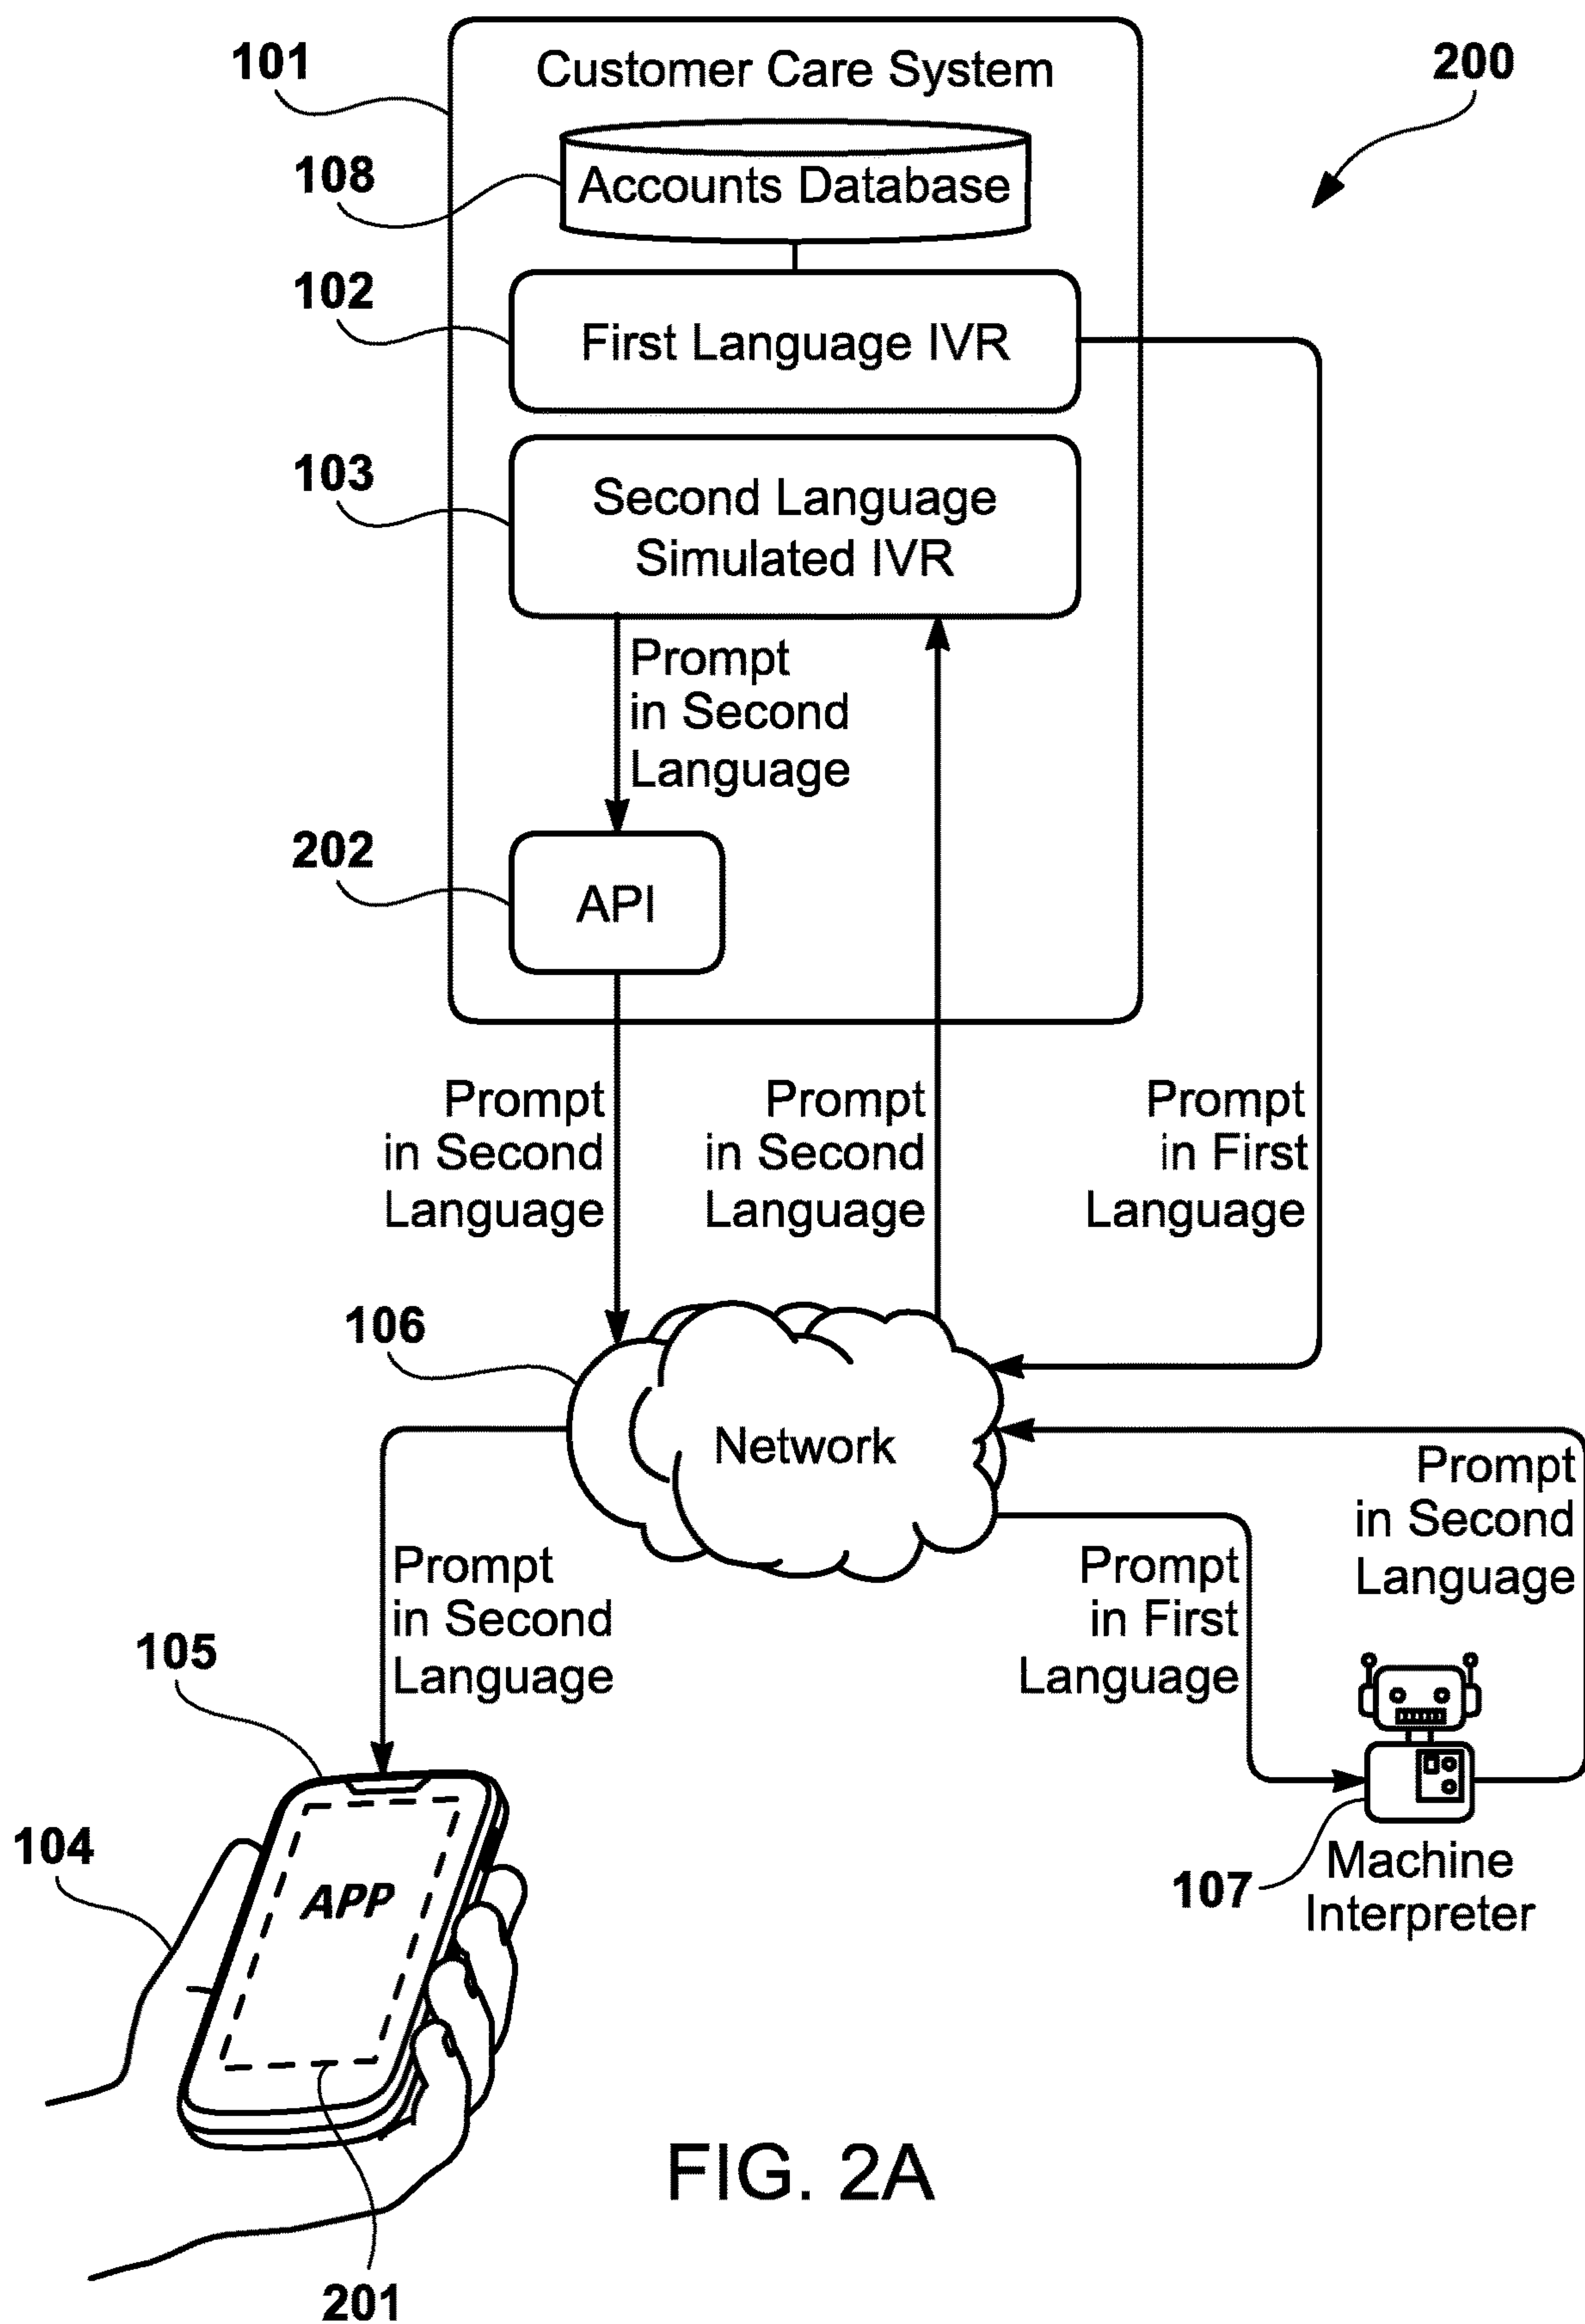 101
Customer Care System
200
108
Accounts Database
102
First Language IVR
103
Second Language
Simulated IVR
Prompt
in Second
Language
202
API
Prompt
in Second
Language
Prompt
in Second
Language
Prompt
in First
Language
106
Network
Prompt
in Second
Language
Prompt
in Second
Language
Prompt
in First
Language
105
104
APP
107
Machine
Interpreter
FIG. 2A
201